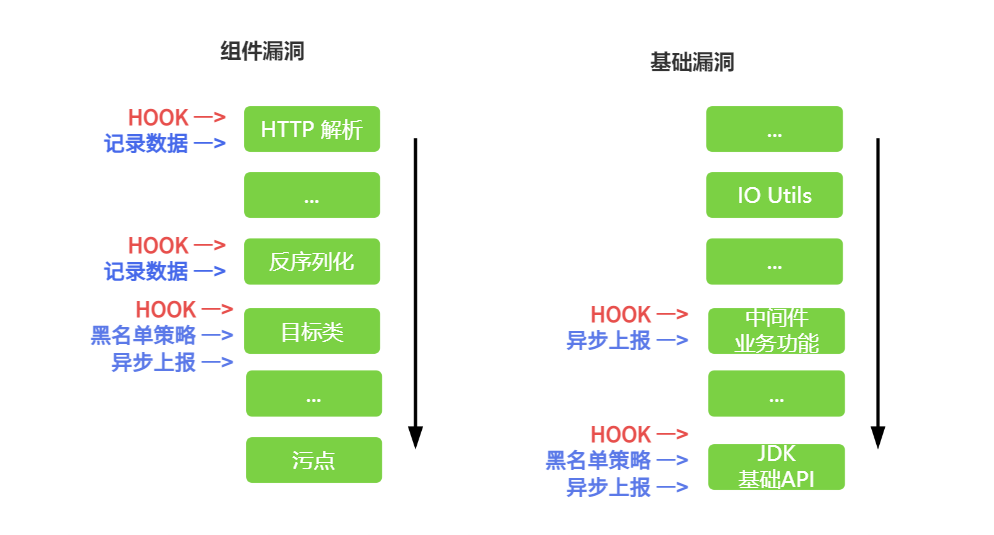 组件漏洞
HOOK —>
记录数据 —>
HTTP 解析
...
HOOK —>
记录数据 —>
反序列化
HOOK —>
黑名单策略 —>
异步上报 —>
目标类
...
污点
基础漏洞
...
IO Utils
...
HOOK —>
异步上报 —>
中间件
业务功能
...
HOOK —>
黑名单策略 —>
异步上报 —>
JDK
基础API